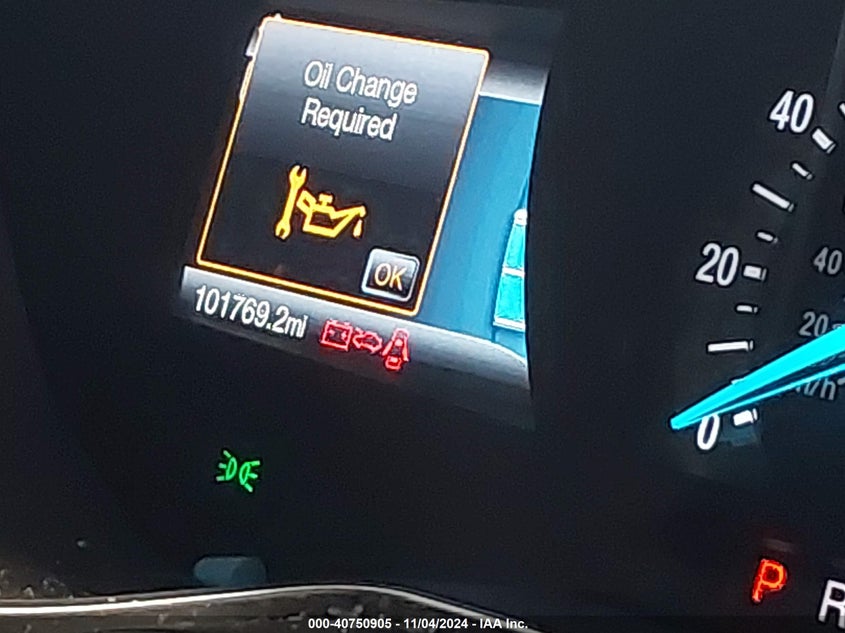 Oil Change
Required
OK
101769.2mi
40
20
40
20
0
P
R
000-40750905 - 11/04/2024 - IAA Inc.